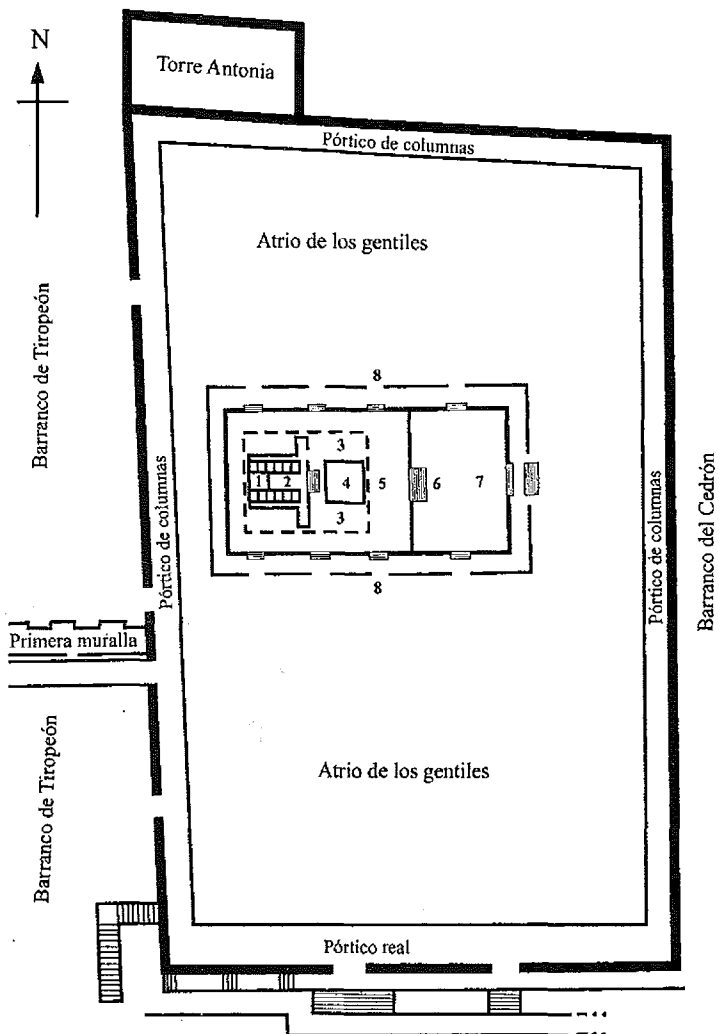 N
Torre Antonia
Pórtico de columnas
Atrio de los gentiles
Barranco de Tiropeón
8
3
1 2 4 5 6 7
3
8
Pórtico de columnas
Pórtico de columnas
Barranco del Cedrón
Primera muralla
Atrio de los gentiles
Barranco de Tiropeón
Pórtico real